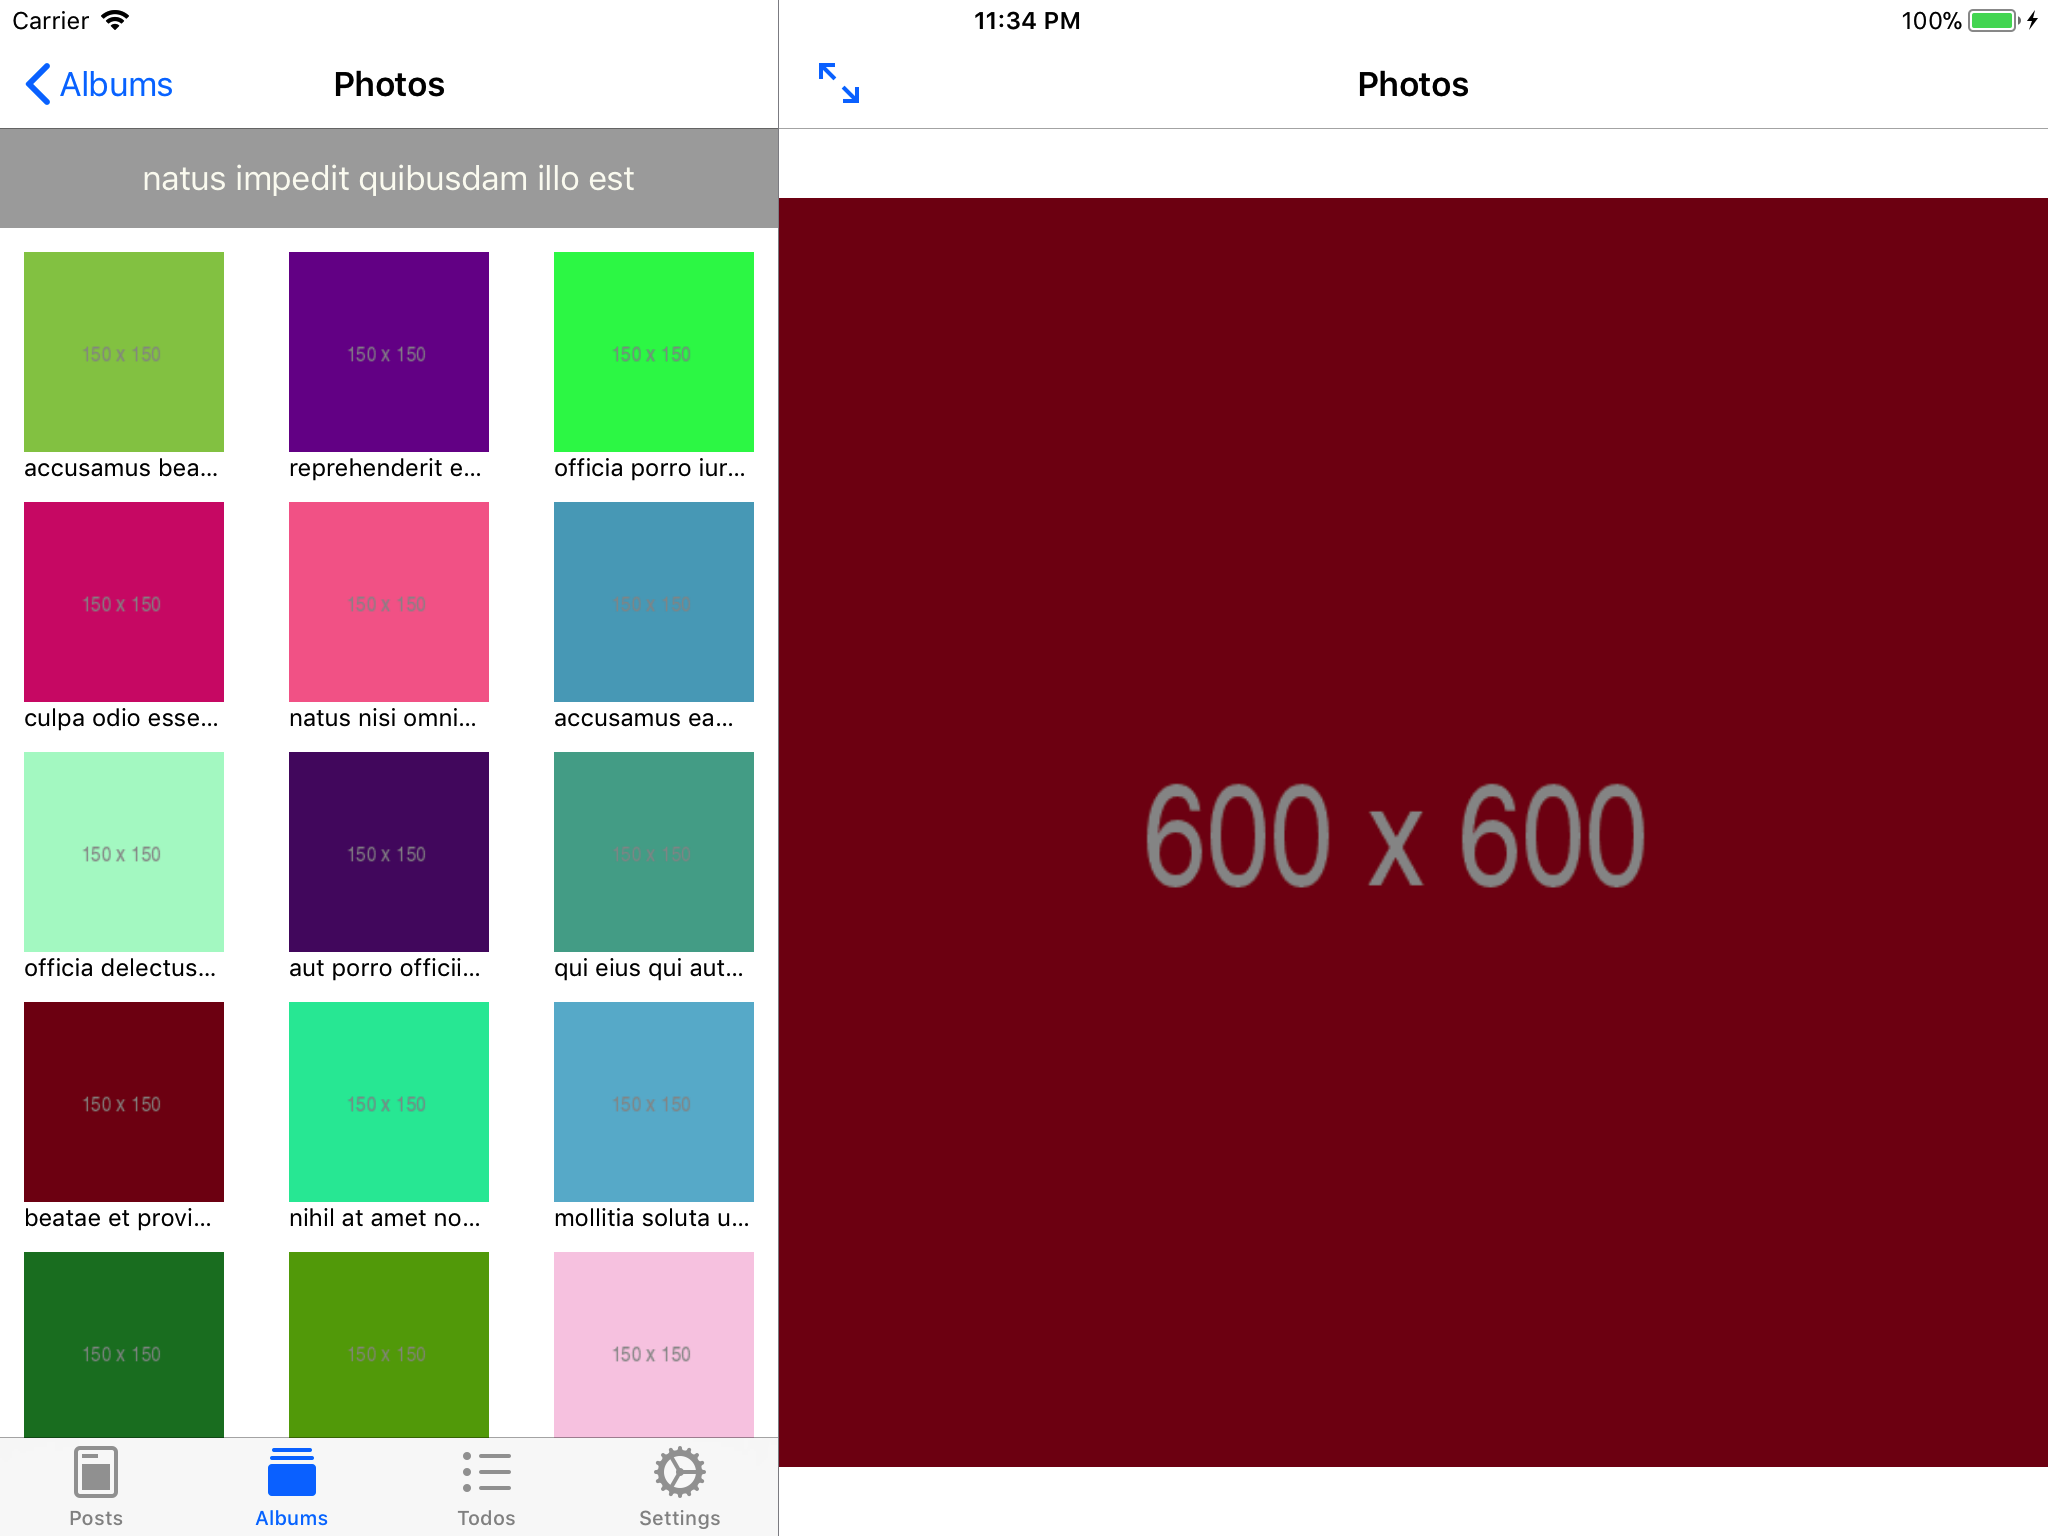 Carrier
11:34 PM
100%
Albums
Photos
Photos
natus impedit quibusdam illo est
150 x 150
150 x 150
150 x 150
accusamus bea...
reprehenderit e...
officia porro iur...
150 x 150
150 x 150
150 x 150
culpa odio esse...
natus nisi omni...
accusamus ea...
150 x 150
150 x 150
150 x 150
officia delectus...
aut porro officii...
qui eius qui aut...
150 x 150
150 x 150
150 x 150
beatae et provi...
nihil at amet no...
mollitia soluta u...
150 x 150
150 x 150
150 x 150
Posts
Albums
Todos
Settings
600 x 600